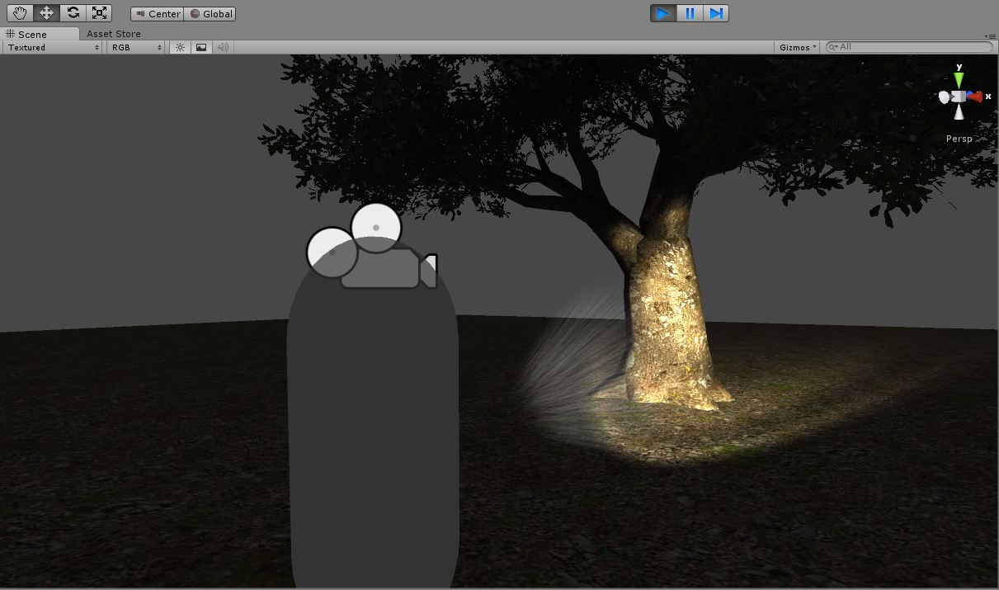 Center Global
Scene Asset Store
Textured RGB Gizmos All
y
x
Persp